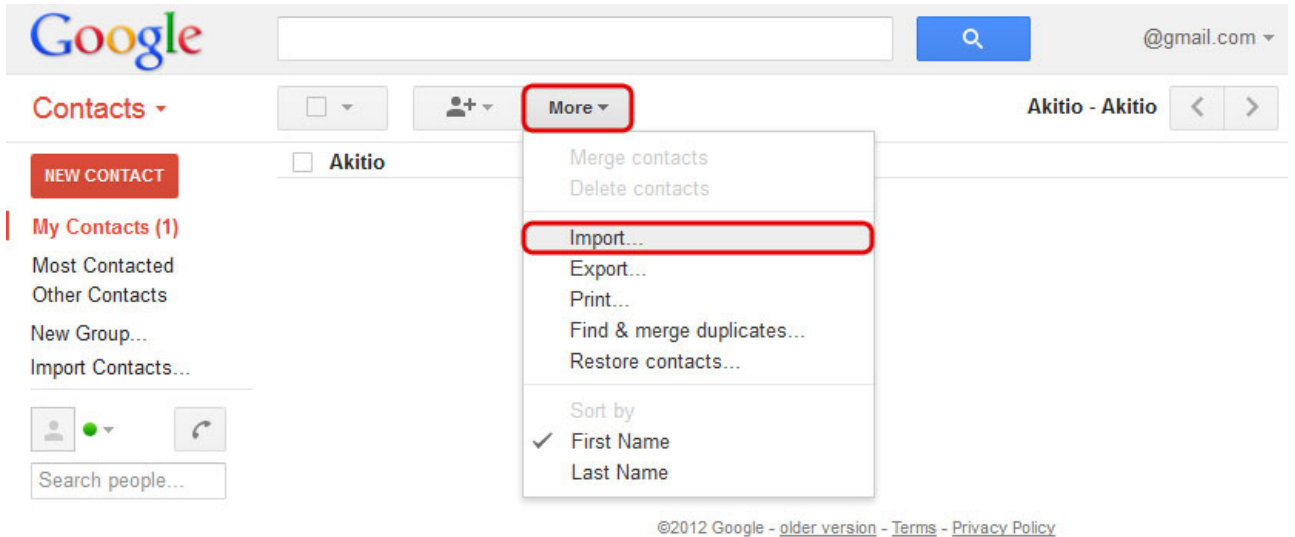 Google
@gmail.com
Contacts
More
Akitio - Akitio
NEW CONTACT
Akitio
My Contacts (1)
Most Contacted
Other Contacts
New Group...
Import Contacts...
Search people...
Merge contacts
Delete contacts
Import...
Export...
Print...
Find & merge duplicates...
Restore contacts...
Sort by
First Name
Last Name
©2012 Google - older version - Terms - Privacy Policy